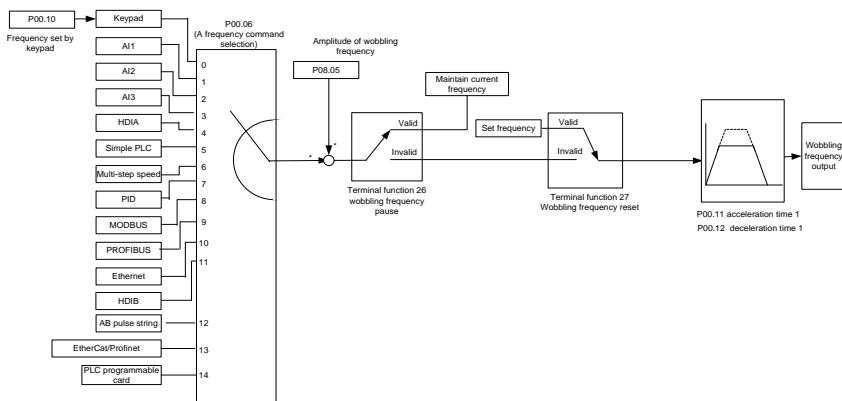 P00.10
Frequency set by
keypad
Keypad
AI1
AI2
AI3
HDIA
Simple PLC
Multi-step speed
PID
MODBUS
PROFIBUS
Ethernet
HDIB
AB pulse string
EtherCat/Profinet
PLC programmable
card
P00.06
(A frequency command
selection)
0
1
2
3
4
5
6
7
8
9
10
11
12
13
14
Amplitude of wobbling
frequency
P08.05
*
*
Maintain current
frequency
Valid
Invalid
Terminal function 26
wobbling frequency
pause
Set frequency
Valid
Invalid
Terminal function 27
Wobbling frequency reset
P00.11 acceleration time 1
P00.12 deceleration time 1
Wobbling
frequency
output